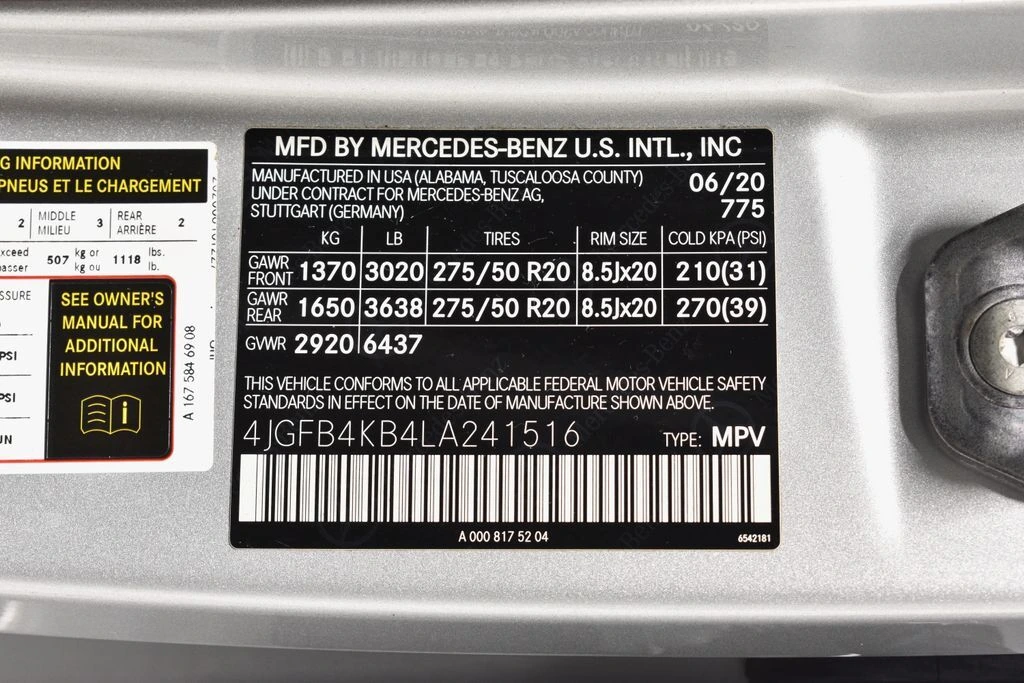 G INFORMATION
PNEUS ET LE CHARGEMENT
2 MIDDLE MILIEU 3 REAR ARRIÈRE 2
xceed 507 kg or 1118 lbs.
passer kg ou lb.
SSURE
PSI
PSI
UN
SEE OWNER'S
MANUAL FOR
ADDITIONAL
INFORMATION
i
A 167 584 69 08
MFD BY MERCEDES-BENZ U.S. INTL., INC
MANUFACTURED IN USA (ALABAMA, TUSCALOOSA COUNTY) 06/20
UNDER CONTRACT FOR MERCEDES-BENZ AG,
STUTTGART (GERMANY) 775
KG LB TIRES RIM SIZE COLD KPA(PSI)
GAWR FRONT 1370 3020 275/50 R20 8.5Jx20 210(31)
GAWR REAR 1650 3638 275/50 R20 8.5Jx20 270(39)
GVWR 2920 6437
THIS VEHICLE CONFORMS TO ALL APPLICABLE FEDERAL MOTOR VEHICLE SAFETY
STANDARDS IN EFFECT ON THE DATE OF MANUFACTURE SHOWN ABOVE.
4JGFB4KB4LA241516 TYPE: MPV
A 000 817 52 04
6542181